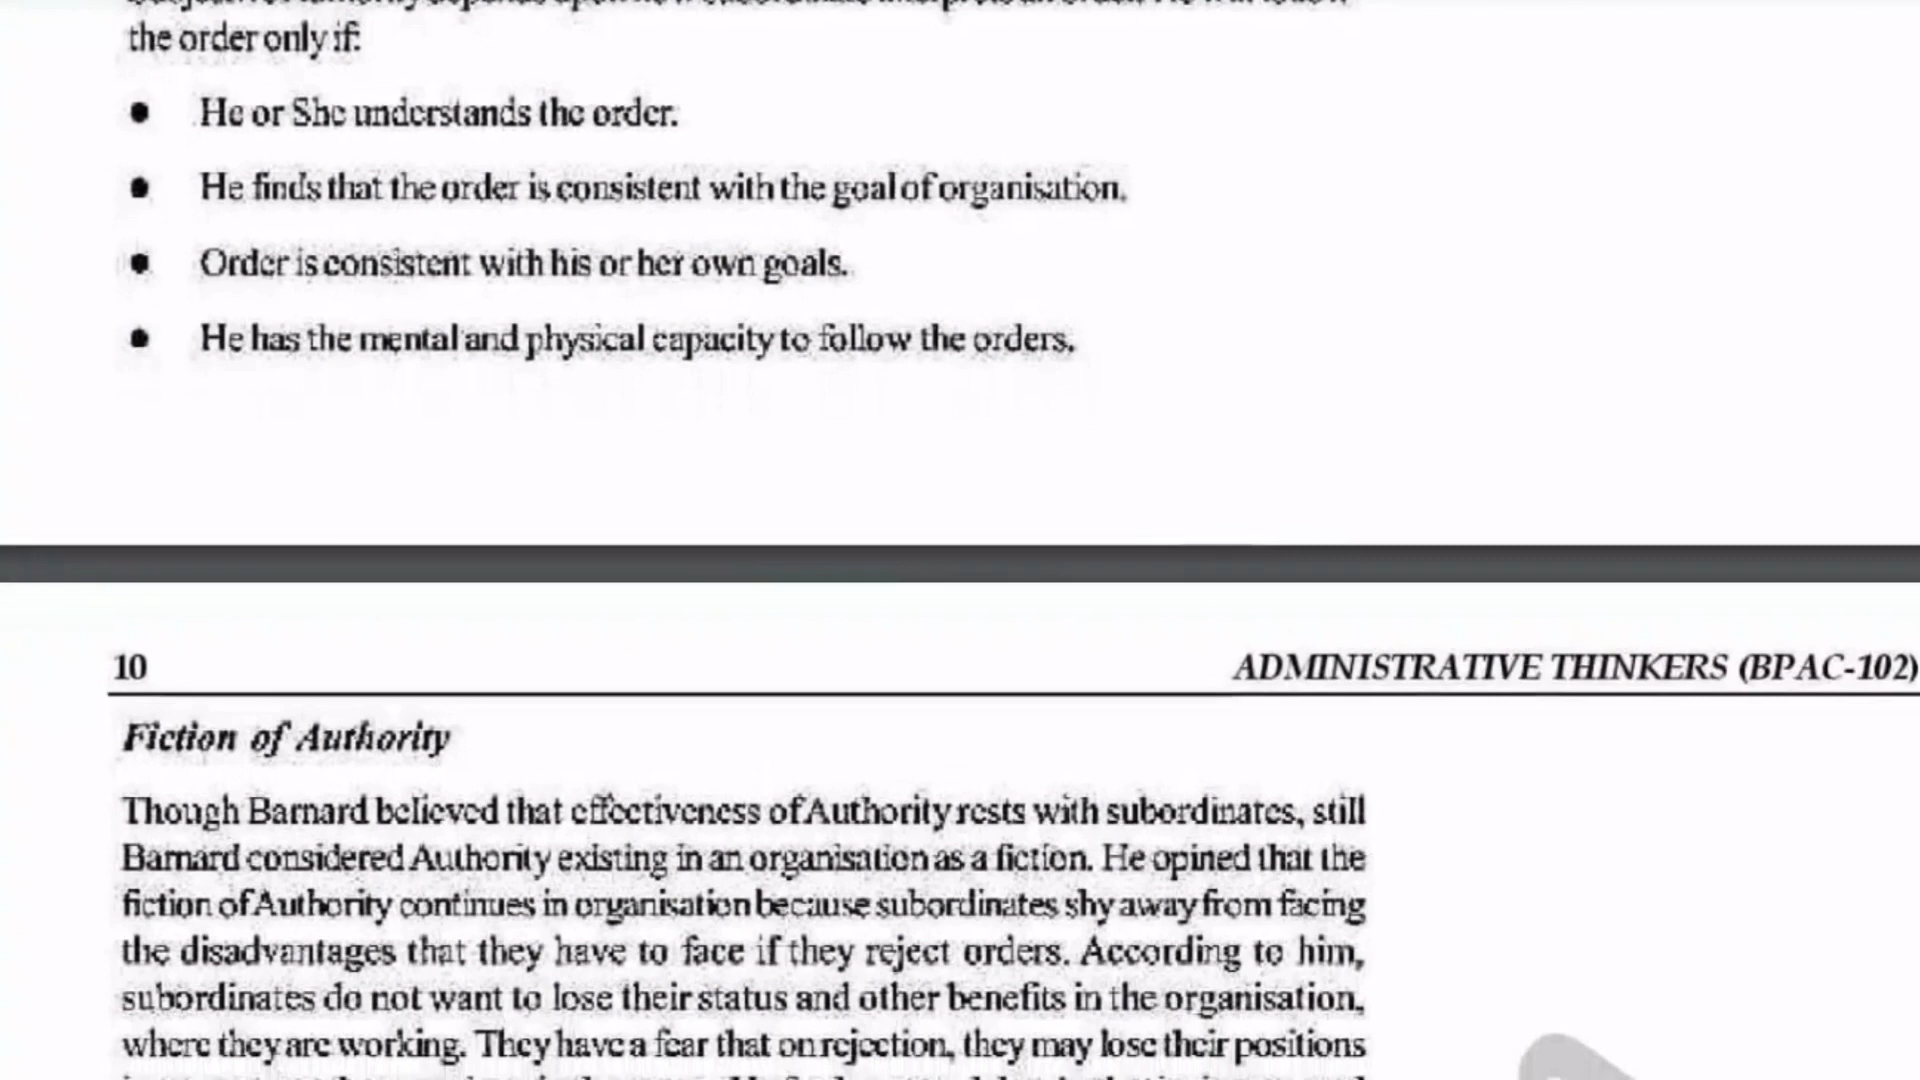 the order only if:
● He or She understands the order.
● He finds that the order is consistent with the goal of organisation.
● Order is consistent with his or her own goals.
● He has the mental and physical capacity to follow the orders.
10
ADMINISTRATIVE THINKERS (BPAC-102)
Fiction of Authority
Though Barnard believed that effectiveness of Authority rests with subordinates, still
Barnard considered Authority existing in an organisation as a fiction. He opined that the
fiction of Authority continues in organisation because subordinates shy away from facing
the disadvantages that they have to face if they reject orders. According to him,
subordinates do not want to lose their status and other benefits in the organisation,
where they are working. They have a fear that on rejection, they may lose their positions